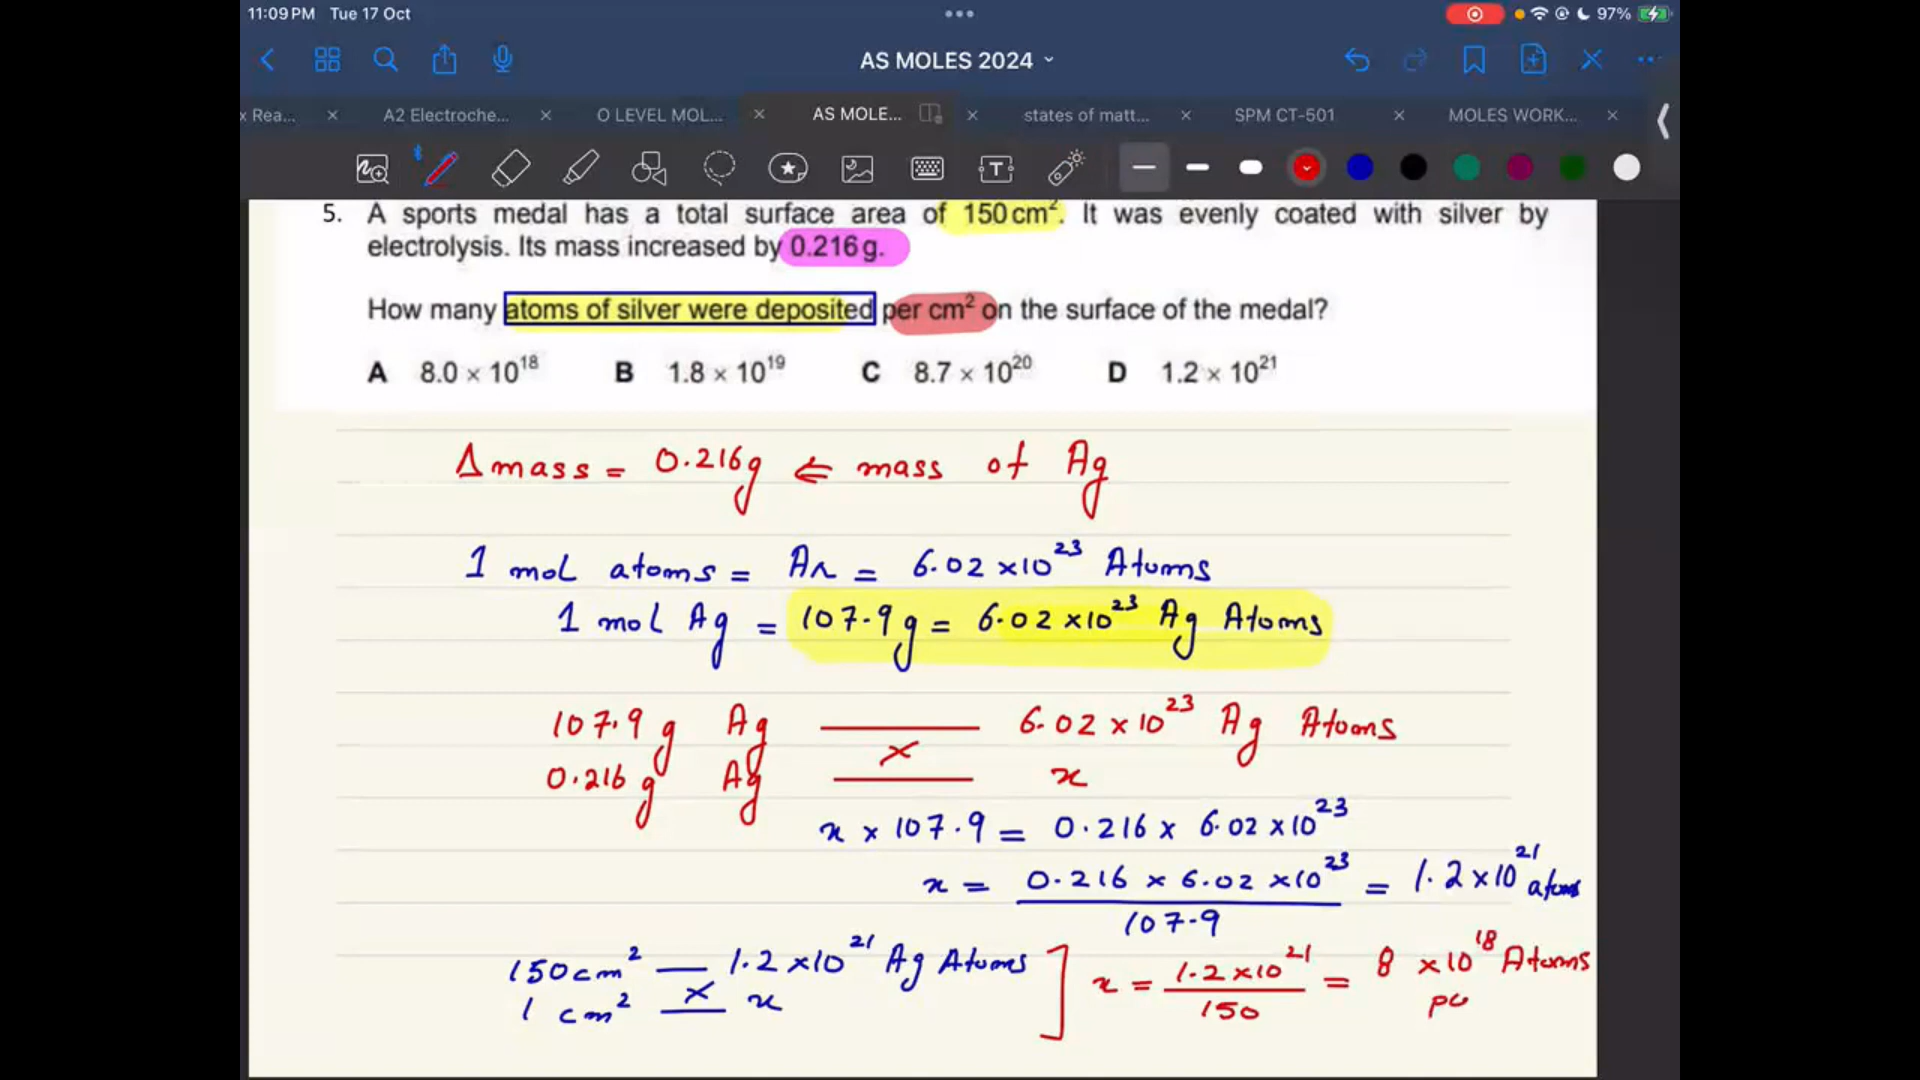 11:09 PM Tue 17 Oct
97%
AS MOLES 2024
x Rea...
A2 Electroche...
O LEVEL MOL...
AS MOLE...
states of matt...
SPM CT-501
MOLES WORK...
5. A sports medal has a total surface area of 150 cm². It was evenly coated with silver by
electrolysis. Its mass increased by 0.216 g.
How many atoms of silver were deposited per cm² on the surface of the medal?
A 8.0 × 10¹⁸ B 1.8 × 10¹⁹ C 8.7 × 10²⁰ D 1.2 × 10²¹
Δmass = 0.216g ⇐ mass of Ag
1 mol atoms = Ar = 6.02 ×10²³ Atoms
1 mol Ag = 107.9 g = 6.02 ×10²³ Ag Atoms
107.9 g Ag —— 6.02 ×10²³ Ag Atoms
×
0.216 g Ag —— x
x × 107.9 = 0.216 × 6.02 ×10²³
x = 0.216 × 6.02 ×10²³ = 1.2 ×10²¹ atoms
107.9
150cm² — 1.2 ×10²¹ Ag Atoms
×
1 cm² — x
] x = 1.2 ×10²¹ = 8 ×10¹⁸ Atoms
150
pc